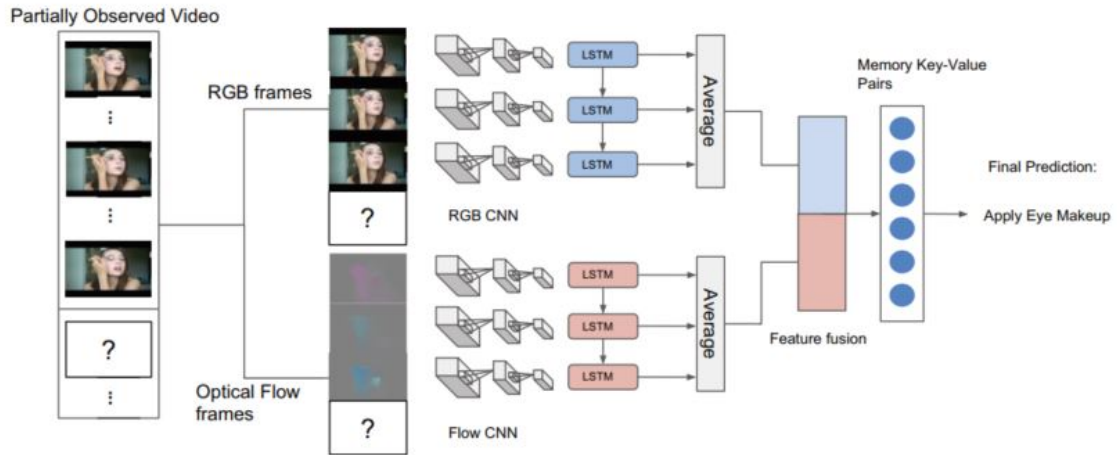 Partially Observed Video
RGB frames
?
Optical Flow
frames
?
?
LSTM
LSTM
LSTM
RGB CNN
Average
LSTM
LSTM
LSTM
Flow CNN
Average
Feature fusion
Memory Key-Value
Pairs
Final Prediction:
Apply Eye Makeup